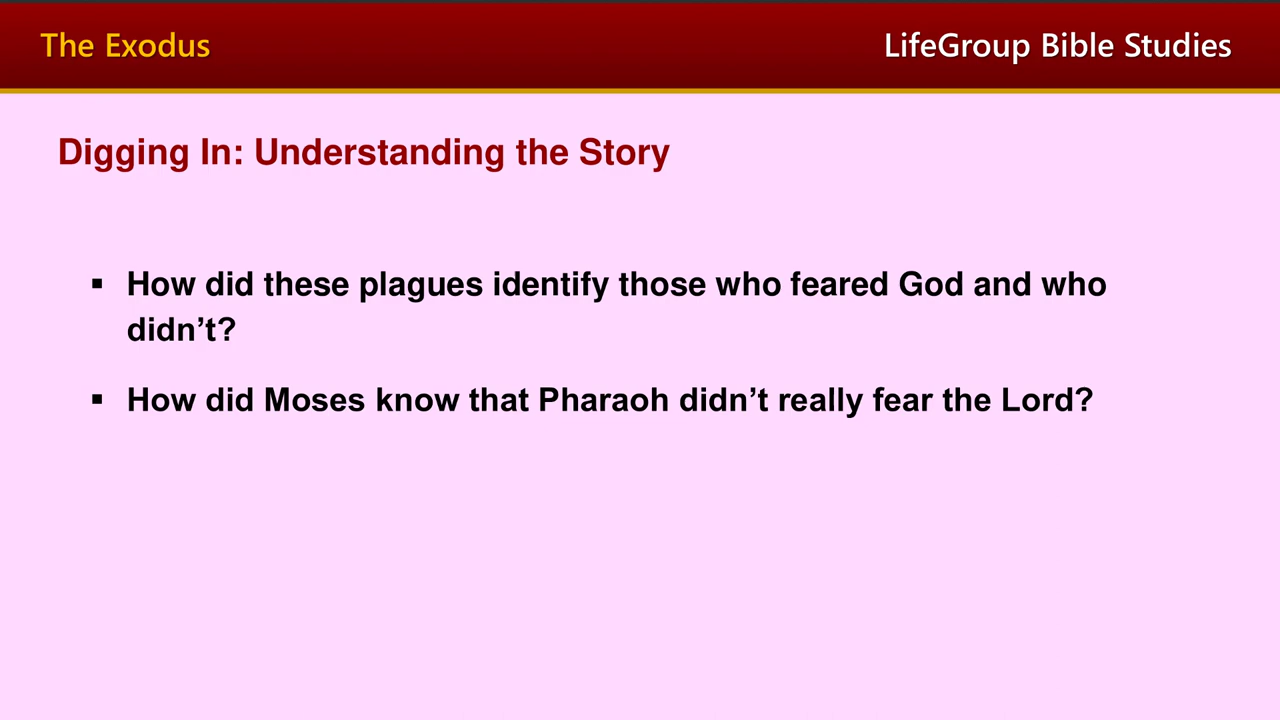 The Exodus
LifeGroup Bible Studies
Digging In: Understanding the Story
▪ How did these plagues identify those who feared God and who
didn’t?
▪ How did Moses know that Pharaoh didn’t really fear the Lord?